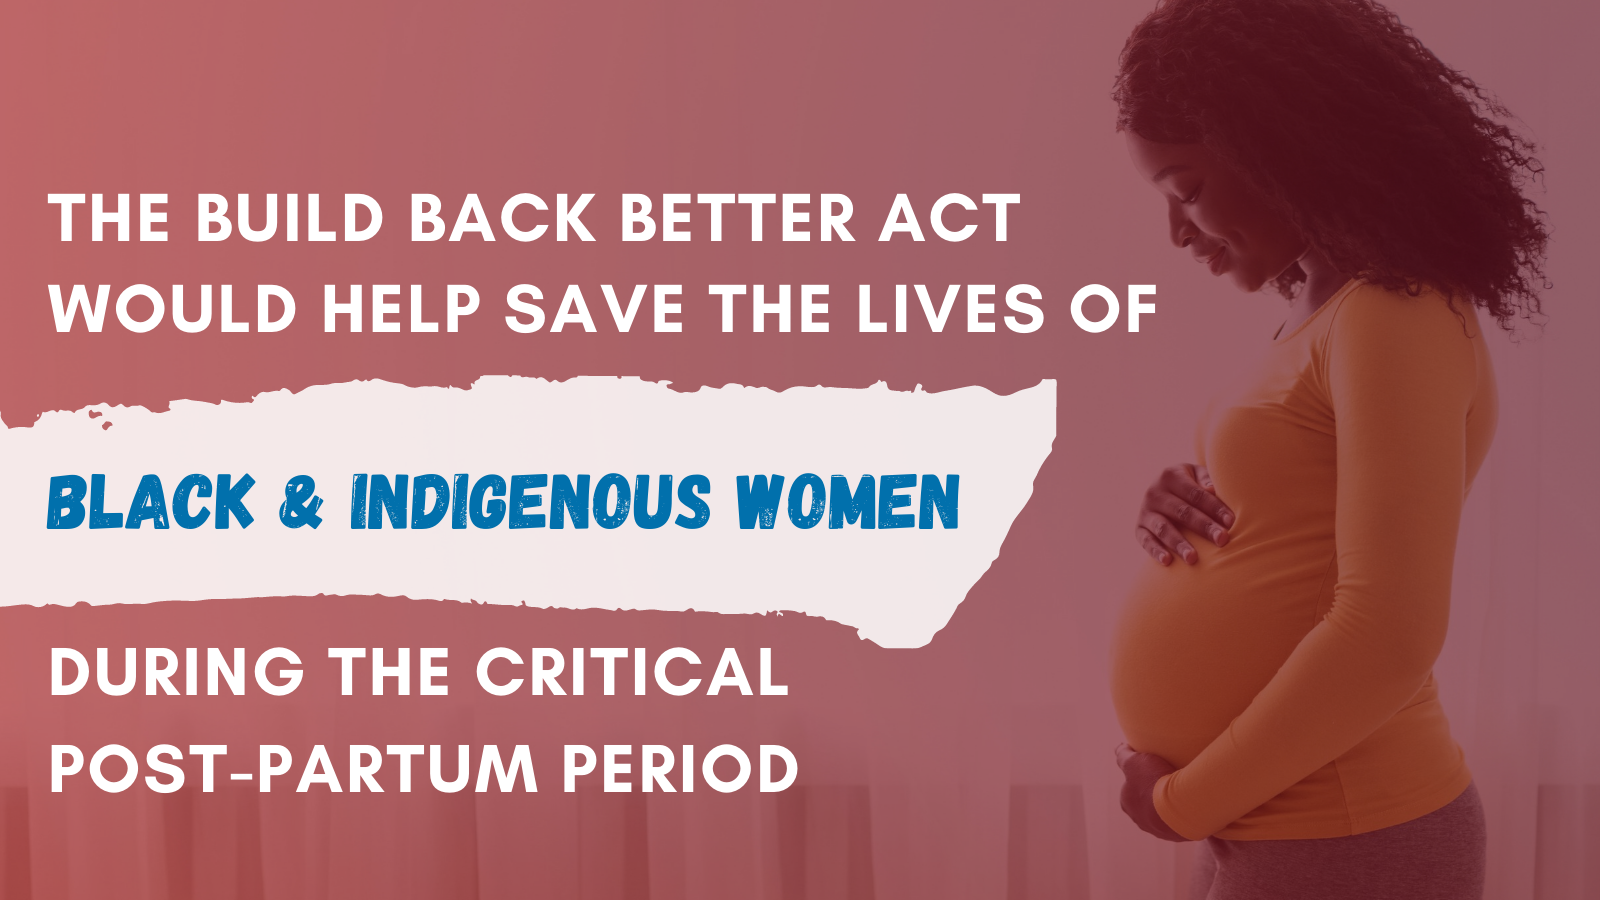 THE BUILD BACK BETTER ACT
WOULD HELP SAVE THE LIVES OF
BLACK & INDIGENOUS WOMEN
DURING THE CRITICAL
POST-PARTUM PERIOD